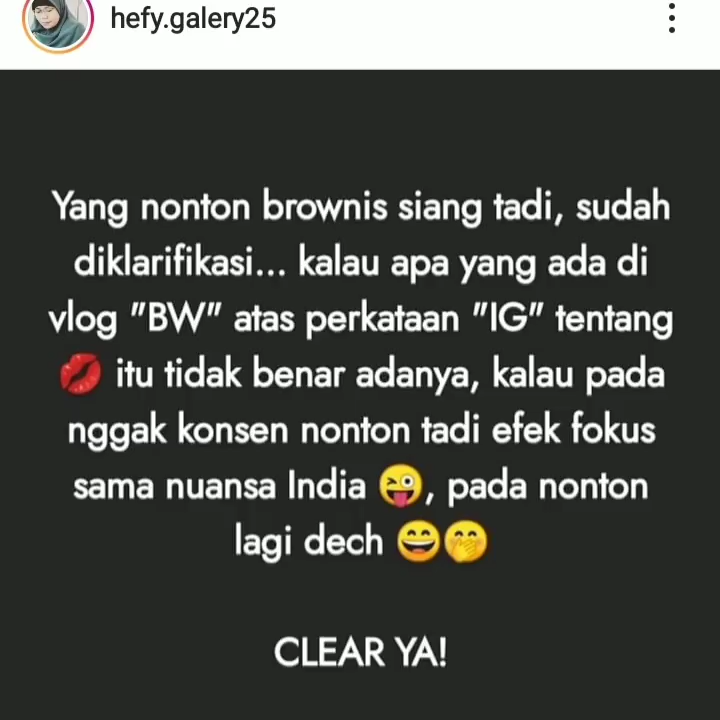 hefy.galery25
Yang nonton brownis siang tadi, sudah
diklarifikasi... kalau apa yang ada di
vlog "BW" atas perkataan "IG" tentang
💋 itu tidak benar adanya, kalau pada
nggak konsen nonton tadi efek fokus
sama nuansa India 😜, pada nonton
lagi dech 😄🤭
CLEAR YA!